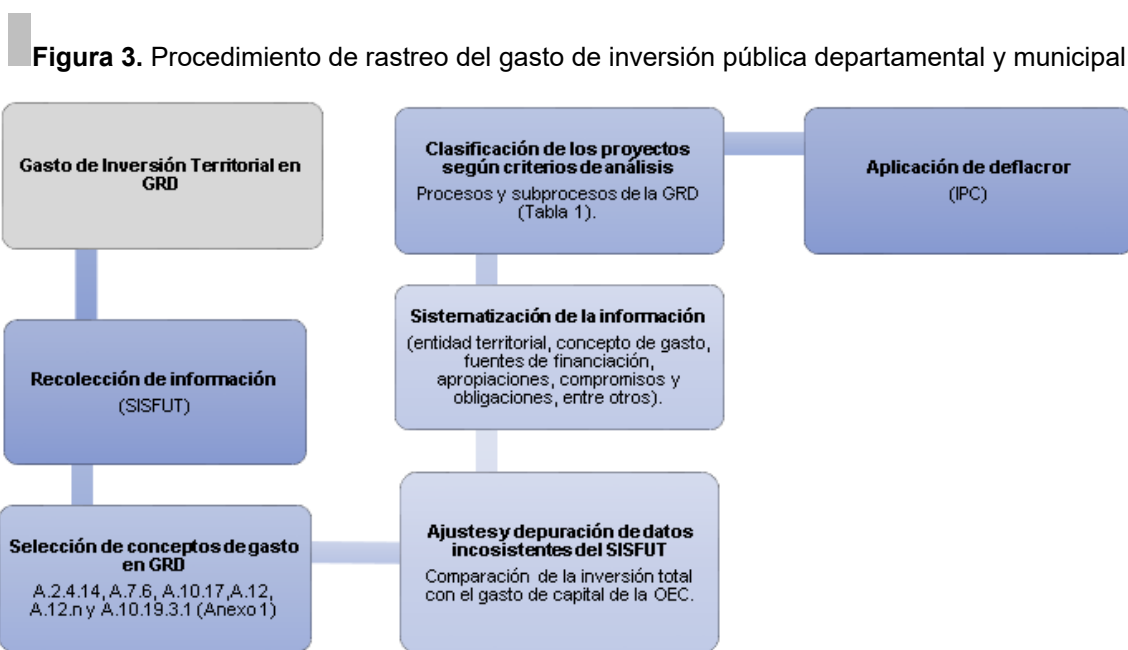 Figura 3. Procedimiento de rastreo del gasto de inversión pública departamental y municipal
Gasto de Inversión Territorial en
GRD
Recolección de información
(SISFUT)
Selección de conceptos de gasto
en GRD
A.2.4.14, A.7.6, A.10.17,A.12,
A.12.n y A.10.19.3.1 (Anexo 1)
Ajustes y depuración de datos
incosistentes del SISFUT
Comparación de la inversión total
con el gasto de capital de la OEC.
Sistematización de la información
(entidad territorial, concepto de gasto,
fuentes de financiación,
apropiaciones, compromisos y
obligaciones, entre otros).
Clasificación de los proyectos
según criterios de análisis
Procesos y subprocesos de la GRD
(Tabla 1).
Aplicación de deflacror
(IPC)